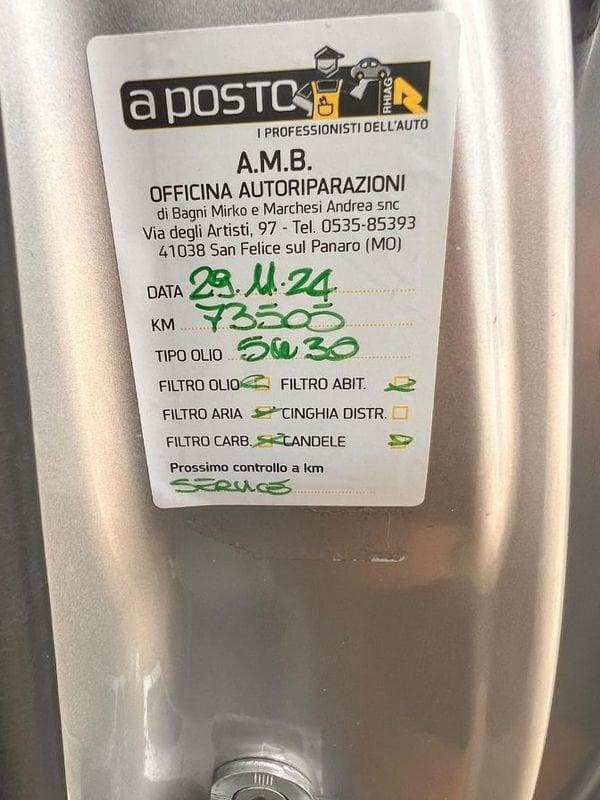 a POSTO
RHIAG
I PROFESSIONISTI DELL'AUTO
A.M.B.
OFFICINA AUTORIPARAZIONI
di Bagni Mirko e Marchesi Andrea snc
Via degli Artisti, 97 - Tel. 0535-85393
41038 San Felice sul Panaro (MO)
DATA 29.11.24
KM 73505
TIPO OLIO 5W30
FILTRO OLIO FILTRO ABIT.
FILTRO ARIA CINGHIA DISTR.
FILTRO CARB. CANDELE
Prossimo controllo a km
SERVICE